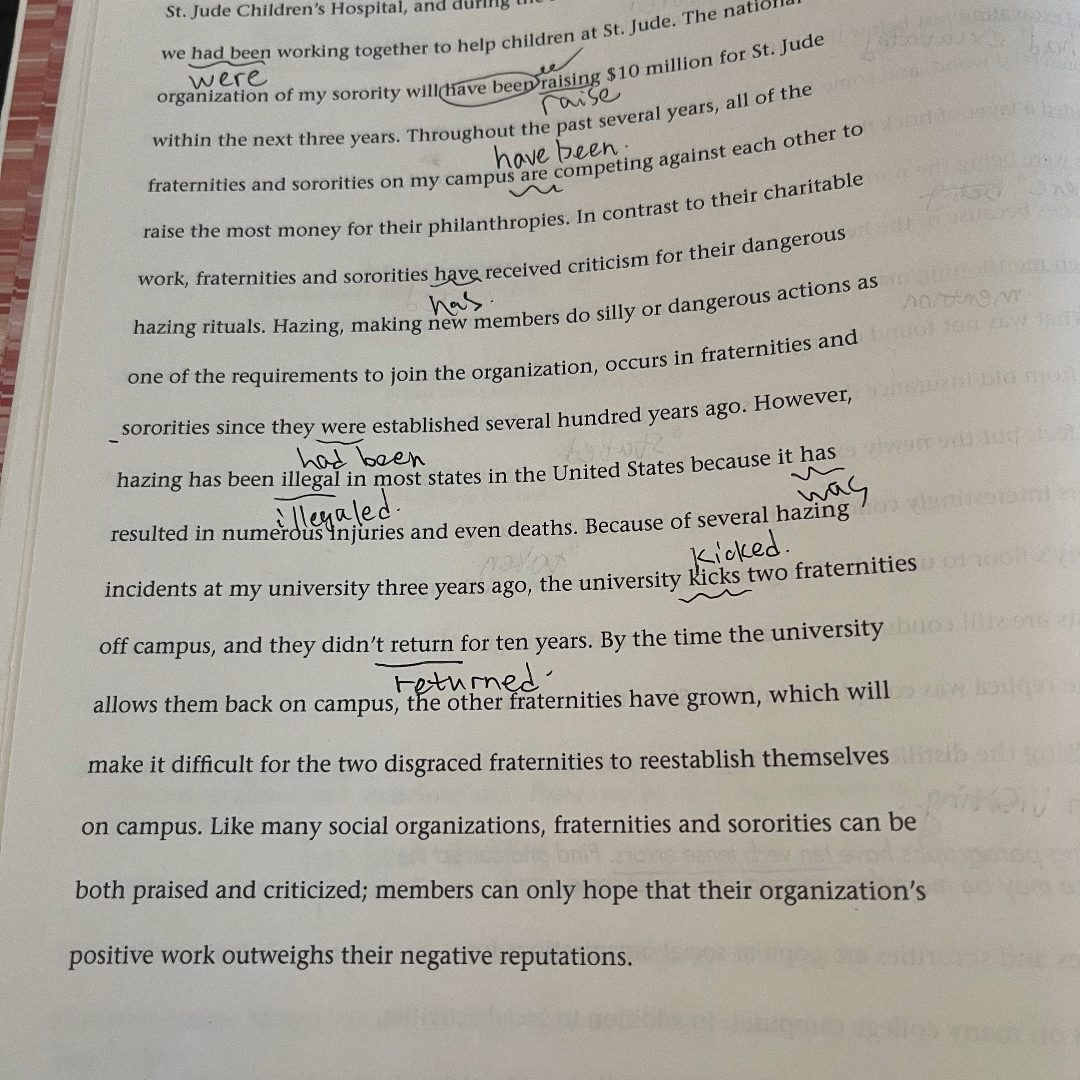 St. Jude Children's Hospital, and during the
we had been working together to help children at St. Jude. The national
were
organization of my sorority will have been raising $10 million for St. Jude
raise
within the next three years. Throughout the past several years, all of the
have been.
fraternities and sororities on my campus are competing against each other to
raise the most money for their philanthropies. In contrast to their charitable
work, fraternities and sororities have received criticism for their dangerous
has.
hazing rituals. Hazing, making new members do silly or dangerous actions as
one of the requirements to join the organization, occurs in fraternities and
sororities since they were established several hundred years ago. However,
had been
hazing has been illegal in most states in the United States because it has
illegaled. was
resulted in numerous injuries and even deaths. Because of several hazing
kicked.
incidents at my university three years ago, the university kicks two fraternities
off campus, and they didn't return for ten years. By the time the university
returned.
allows them back on campus, the other fraternities have grown, which will
make it difficult for the two disgraced fraternities to reestablish themselves
on campus. Like many social organizations, fraternities and sororities can be
both praised and criticized; members can only hope that their organization's
positive work outweighs their negative reputations.